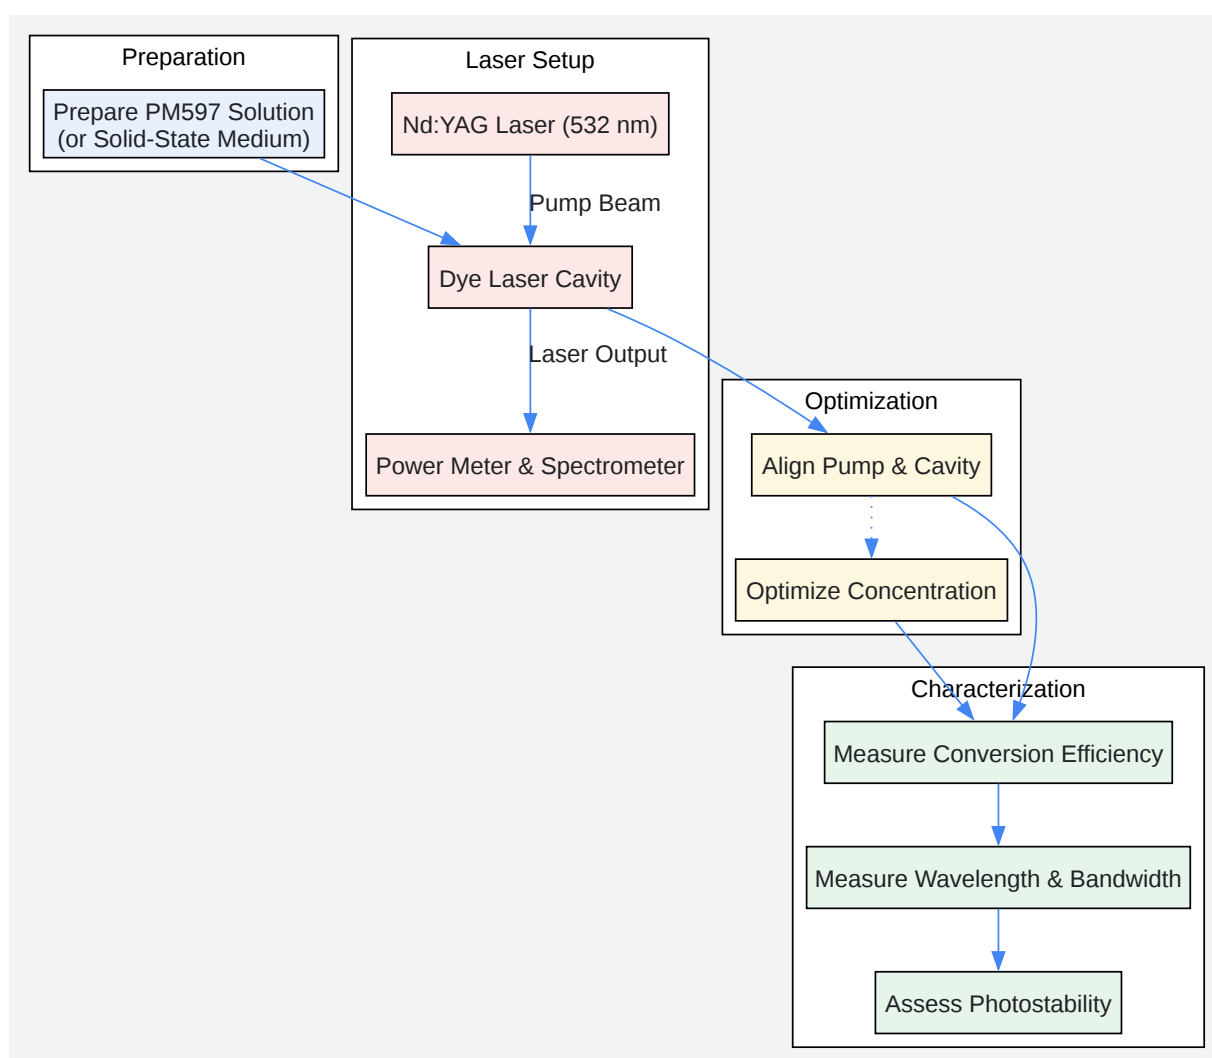 Preparation
Prepare PM597 Solution
(or Solid-State Medium)
Laser Setup
Nd:YAG Laser (532 nm)
Pump Beam
Dye Laser Cavity
Laser Output
Power Meter & Spectrometer
Optimization
Align Pump & Cavity
Optimize Concentration
Characterization
Measure Conversion Efficiency
Measure Wavelength & Bandwidth
Assess Photostability